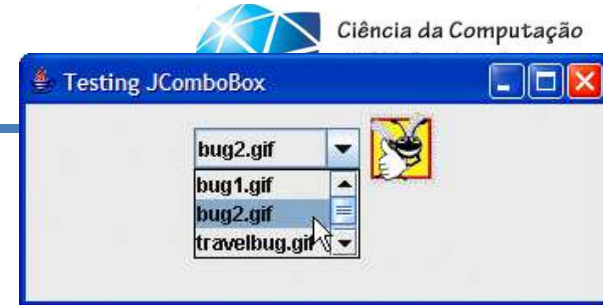 Ciência da Computação
Testing JComboBox
bug2.gif
bug1.gif
bug2.gif
travelbug.gif